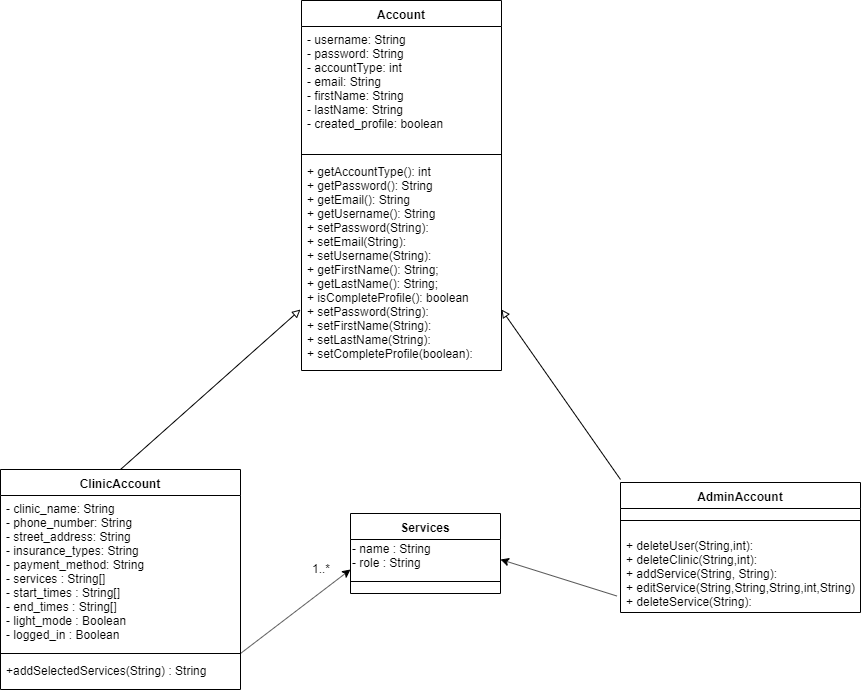 Account
- username: String
- password: String
- accountType: int
- email: String
- firstName: String
- lastName: String
- created_profile: boolean
+ getAccountType(): int
+ getPassword(): String
+ getEmail(): String
+ getUsername(): String
+ setPassword(String):
+ setEmail(String):
+ setUsername(String):
+ getFirstName(): String;
+ getLastName(): String;
+ isCompleteProfile(): boolean
+ setPassword(String):
+ setFirstName(String):
+ setLastName(String):
+ setCompleteProfile(boolean):
ClinicAccount
- clinic_name: String
- phone_number: String
- street_address: String
- insurance_types: String
- payment_method: String
- services : String[]
- start_times : String[]
- end_times : String[]
- light_mode : Boolean
- logged_in : Boolean
+addSelectedServices(String) : String
1..*
Services
- name : String
- role : String
AdminAccount
+ deleteUser(String,int):
+ deleteClinic(String,int):
+ addService(String, String):
+ editService(String,String,String,int,String)
+ deleteService(String):